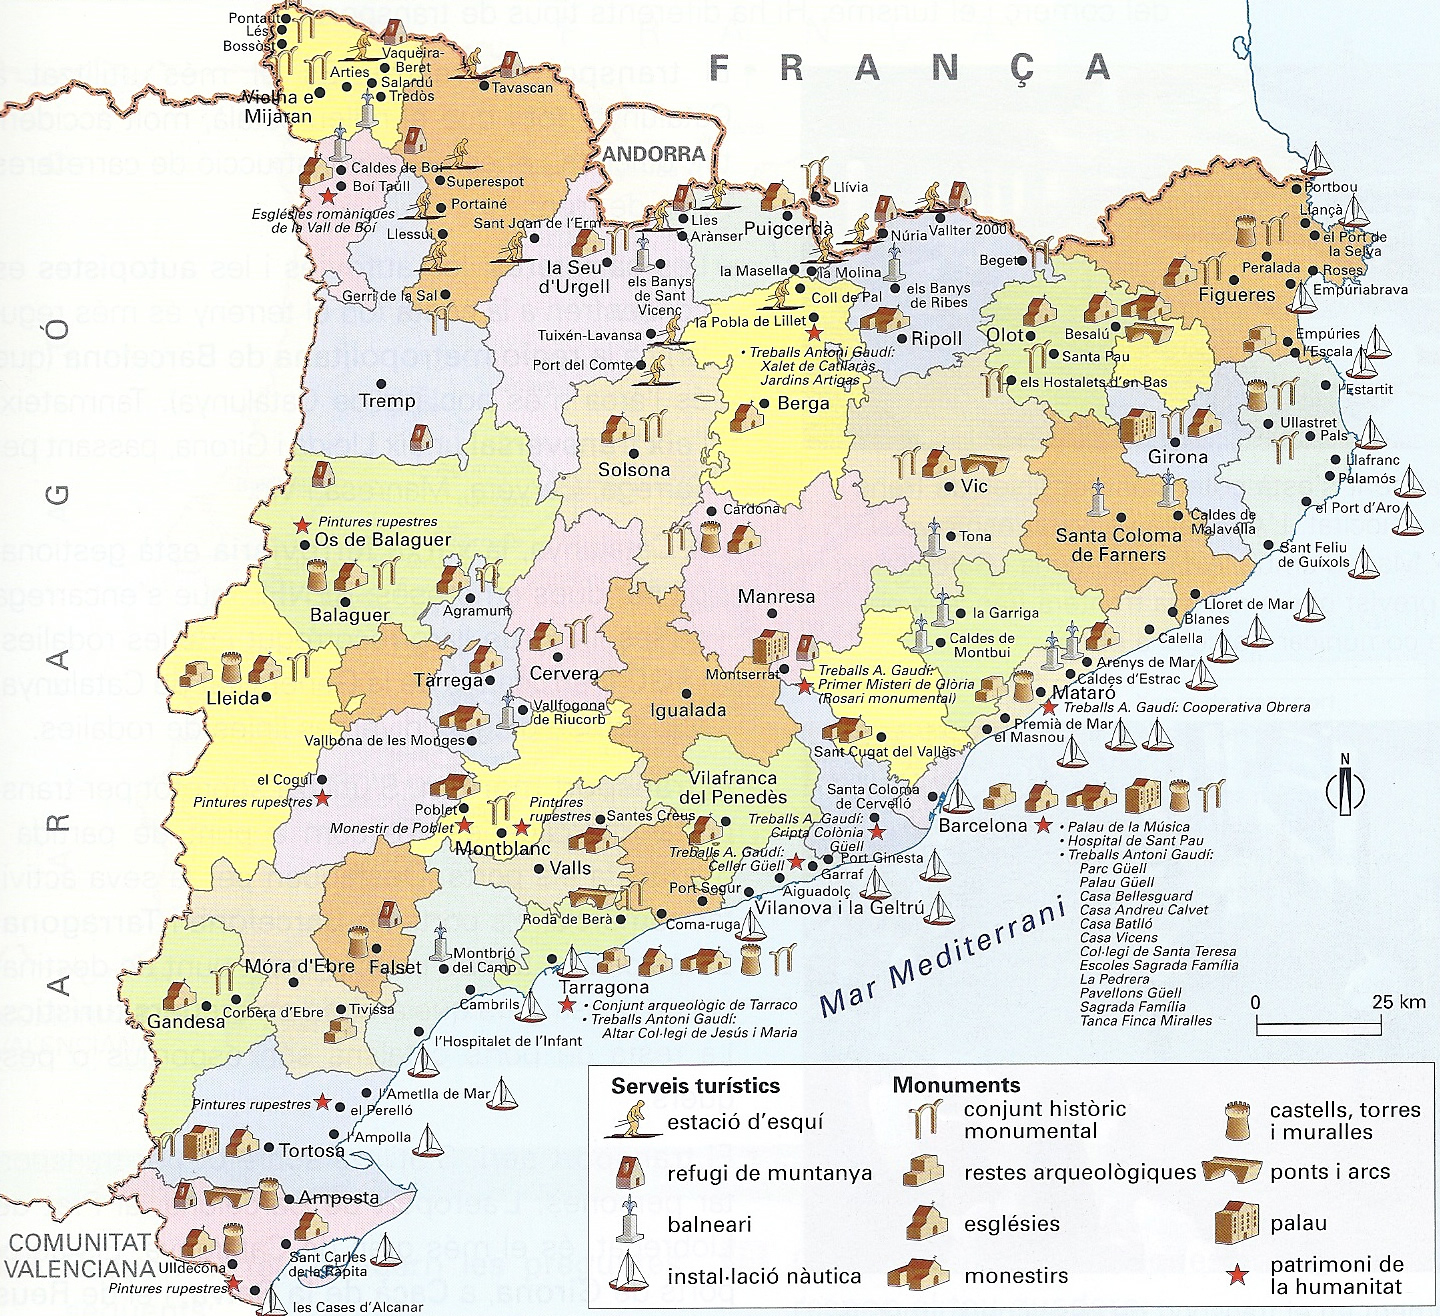 FRANÇA
ARAGÓ
ANDORRA
COMUNITAT
VALENCIANA
Mar Mediterrani
Pontaut
Lés
Bossòst
Vaquèira-
Beret
Arties
Salardú
Tredòs
Vielha e
Mijaran
Tavascan
Caldes de Boí
Boí Taüll
Esglésies romàniques
de la Vall de Boí
Superespot
Portainé
Llessui
Sant Joan de l'Erm
Gerri de la Sal
la Seu
d'Urgell
els Banys
de Sant
Vicenç
Lles
Arànser
Puigcerdà
Llívia
Núria
Vallter 2000
la Masella
la Molina
Coll de Pal
els Banys
de Ribes
Beget
Portbou
Llançà
el Port de
la Selva
Peralada
Roses
Figueres
Empúriabrava
Tuixén-Lavansa
Port del Comte
la Pobla de Lillet
• Treballs Antoni Gaudí:
Xalet de Catllaràs
Jardins Artigas
Ripoll
Olot
Besalú
Santa Pau
els Hostalets d'en Bas
Empúries
l'Escala
l'Estartit
Tremp
Berga
Solsona
Vic
Girona
Ullastret
Pals
Llafranc
Palamós
el Port d'Aro
Sant Feliu
de Guíxols
Santa Coloma
de Farners
Caldes de
Malavella
Pintures rupestres
Os de Balaguer
Cardona
Tona
Balaguer
Agramunt
Manresa
la Garriga
Caldes de
Montbui
Lloret de Mar
Blanes
Calella
Arenys de Mar
Caldes d'Estrac
Mataró
Treballs A. Gaudí: Cooperativa Obrera
Premià de Mar
el Masnou
Lleida
Tàrrega
Cervera
Vallfogona
de Riucorb
Igualada
Montserrat
Treballs A. Gaudí:
Primer Misteri de Glòria
(Rosari monumental)
Sant Cugat del Vallès
Vallbona de les Monges
el Cogul
Pintures rupestres
Poblet
Monestir de Poblet
Pintures
rupestres
Montblanc
Santes Creus
Valls
Vilafranca
del Penedès
Santa Coloma
de Cervelló
Treballs A. Gaudí:
Cripta Colònia
Güell
Treballs A. Gaudí:
Celler Güell
Port Ginesta
Garraf
Aiguadolç
Vilanova i la Geltrú
Port Segur
Coma-ruga
Roda de Berà
Barcelona
• Palau de la Música
• Hospital de Sant Pau
• Treballs Antoni Gaudí:
Parc Güell
Palau Güell
Casa Bellesguard
Casa Andreu Calvet
Casa Batlló
Casa Vicens
Col·legi de Santa Teresa
Escoles Sagrada Família
La Pedrera
Pavellons Güell
Sagrada Família
Tanca Finca Miralles
Móra d'Ebre
Falset
Montbrió
del Camp
Tarragona
• Conjunt arqueològic de Tarraco
• Treballs Antoni Gaudí:
Altar Col·legi de Jesús i Maria
Cambrils
Gandesa
Corbera d'Ebre
Tivissa
l'Hospitalet de l'Infant
l'Ametlla de Mar
Pintures rupestres
el Perelló
l'Ampolla
Tortosa
Amposta
Sant Carles
de la Ràpita
Ulldecona
Pintures rupestres
les Cases d'Alcanar
N
0 25 km
Serveis turístics
estació d'esquí
refugi de muntanya
balneari
instal·lació nàutica
Monuments
conjunt històric
monumental
restes arqueològiques
esglésies
monestirs
castells, torres
i muralles
ponts i arcs
palau
patrimoni de
la humanitat